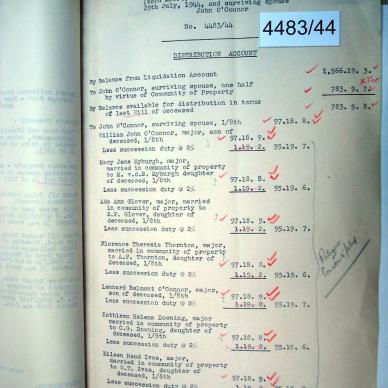 29th July, 1944, and surviving spouse
John O'Connor
No. 4483/44
4483/44
DISTRIBUTION ACCOUNT
By Balance from Liquidation Account 1,566.19. 3.
To John O'Connor, surviving spouse, one half
by virtue of Community of Property 783. 9. 7.
By Balance available for distribution in terms
of last Will of deceased 783. 9. 8.
To John O'Connor, surviving spouse, 1/8th 97.18. 8.
William John O'Connor, major, son of
deceased, 1/8th 97.18. 9.
Less succession duty @ 2% 1.19. 2. 95.19. 7.
Mary Jane Myburgh, major,
married in community of property
to M. v.d.S. Myburgh daughter
of deceased, 1/8th 97.18. 8.
Less succession duty @ 2% 1.19. 2. 95.19. 6.
Ada Ann Glover, major,
married in community of property
to E.F. Glover, daughter of
deceased, 1/8th 97.18. 9.
Less succession duty @ 2% 1.19. 2. 95.19. 7.
Florence Theresie Thornton, major,
married in community of property
to A.F. Thornton, daughter of
deceased, 1/8th 97.18. 8.
Less succession duty @ 2% 1.19. 2. 95.19. 6.
Leonard Belmont O'Connor, major,
son of deceased, 1/8th 97.18. 9.
Less succession duty @ 2% 1.19. 2. 95.19. 7.
Kathleen Helena Downing, major,
married in community of property
to C.G. Downing, daughter of
deceased, 1/8th 97.18. 8.
Less succession duty @ 2% 1.19. 2. 95.19. 6.
Eileen Maud Ives, major,
married in community of property
to W.T. Ives, daughter of
deceased, 1/8th 97.18. 9.